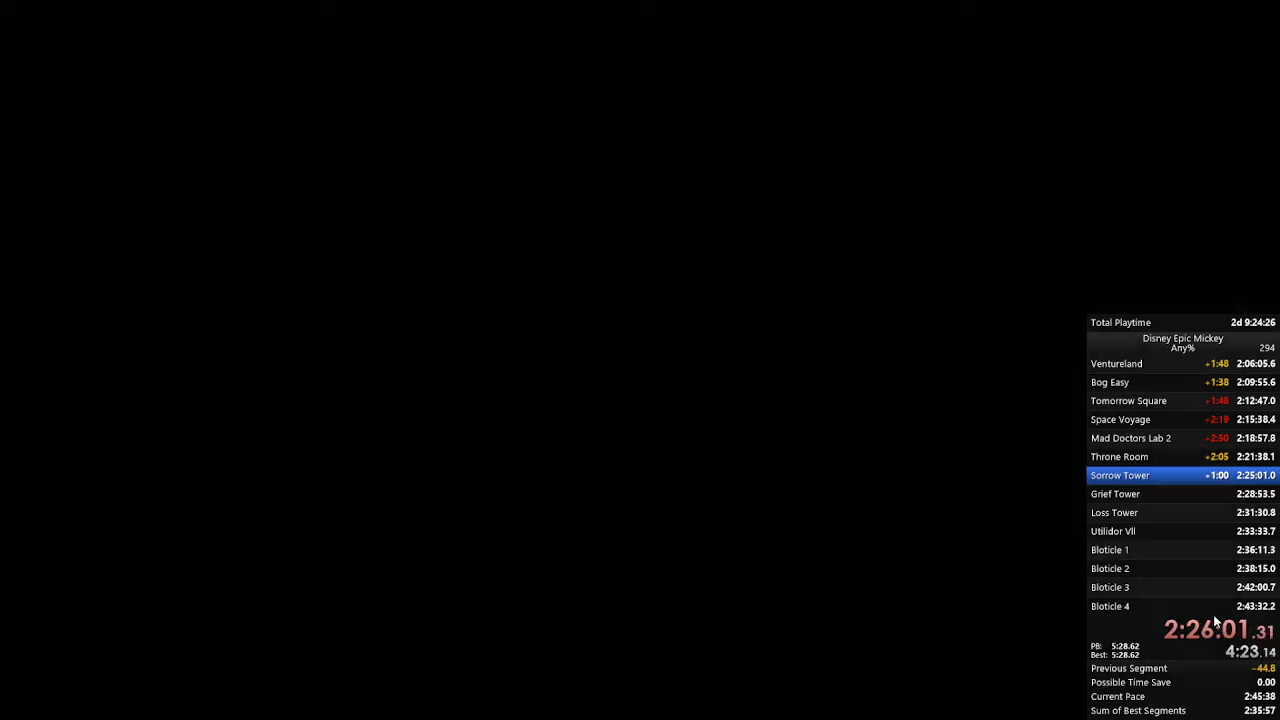 Total Playtime 2d 9:24:26
Disney Epic Mickey
Any% 294
Ventureland +1:48 2:06:05.6
Bog Easy +1:38 2:09:55.6
Tomorrow Square +1:48 2:12:47.0
Space Voyage +2:19 2:15:38.4
Mad Doctors Lab 2 +2:50 2:18:57.8
Throne Room +2:05 2:21:38.1
Sorrow Tower +1:00 2:25:01.0
Grief Tower 2:28:53.5
Loss Tower 2:31:30.8
Utilidor Vll 2:33:33.7
Bloticle 1 2:36:11.3
Bloticle 2 2:38:15.0
Bloticle 3 2:42:00.7
Bloticle 4 2:43:32.2
2:26:01.31
PB: 5:28.62
Best: 5:28.62 4:23.14
Previous Segment -44.8
Possible Time Save 0.00
Current Pace 2:45:38
Sum of Best Segments 2:35:57